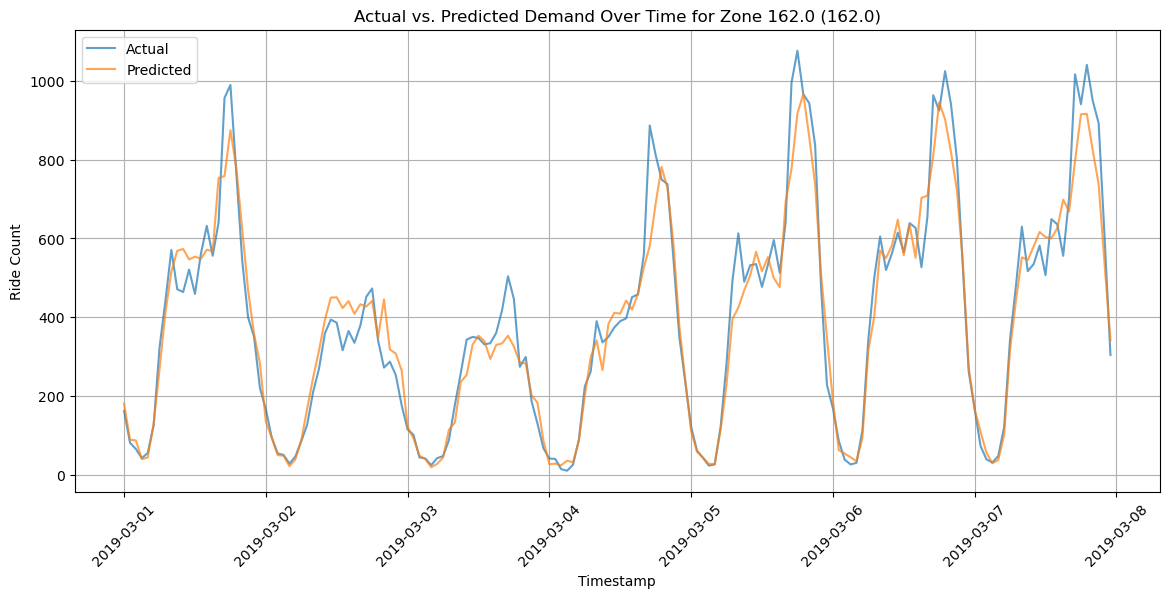 Actual vs. Predicted Demand Over Time for Zone 162.0 (162.0)
Actual
Predicted
Ride Count
1000
800
600
400
200
0
2019-03-01
2019-03-02
2019-03-03
2019-03-04
2019-03-05
2019-03-06
2019-03-07
2019-03-08
Timestamp